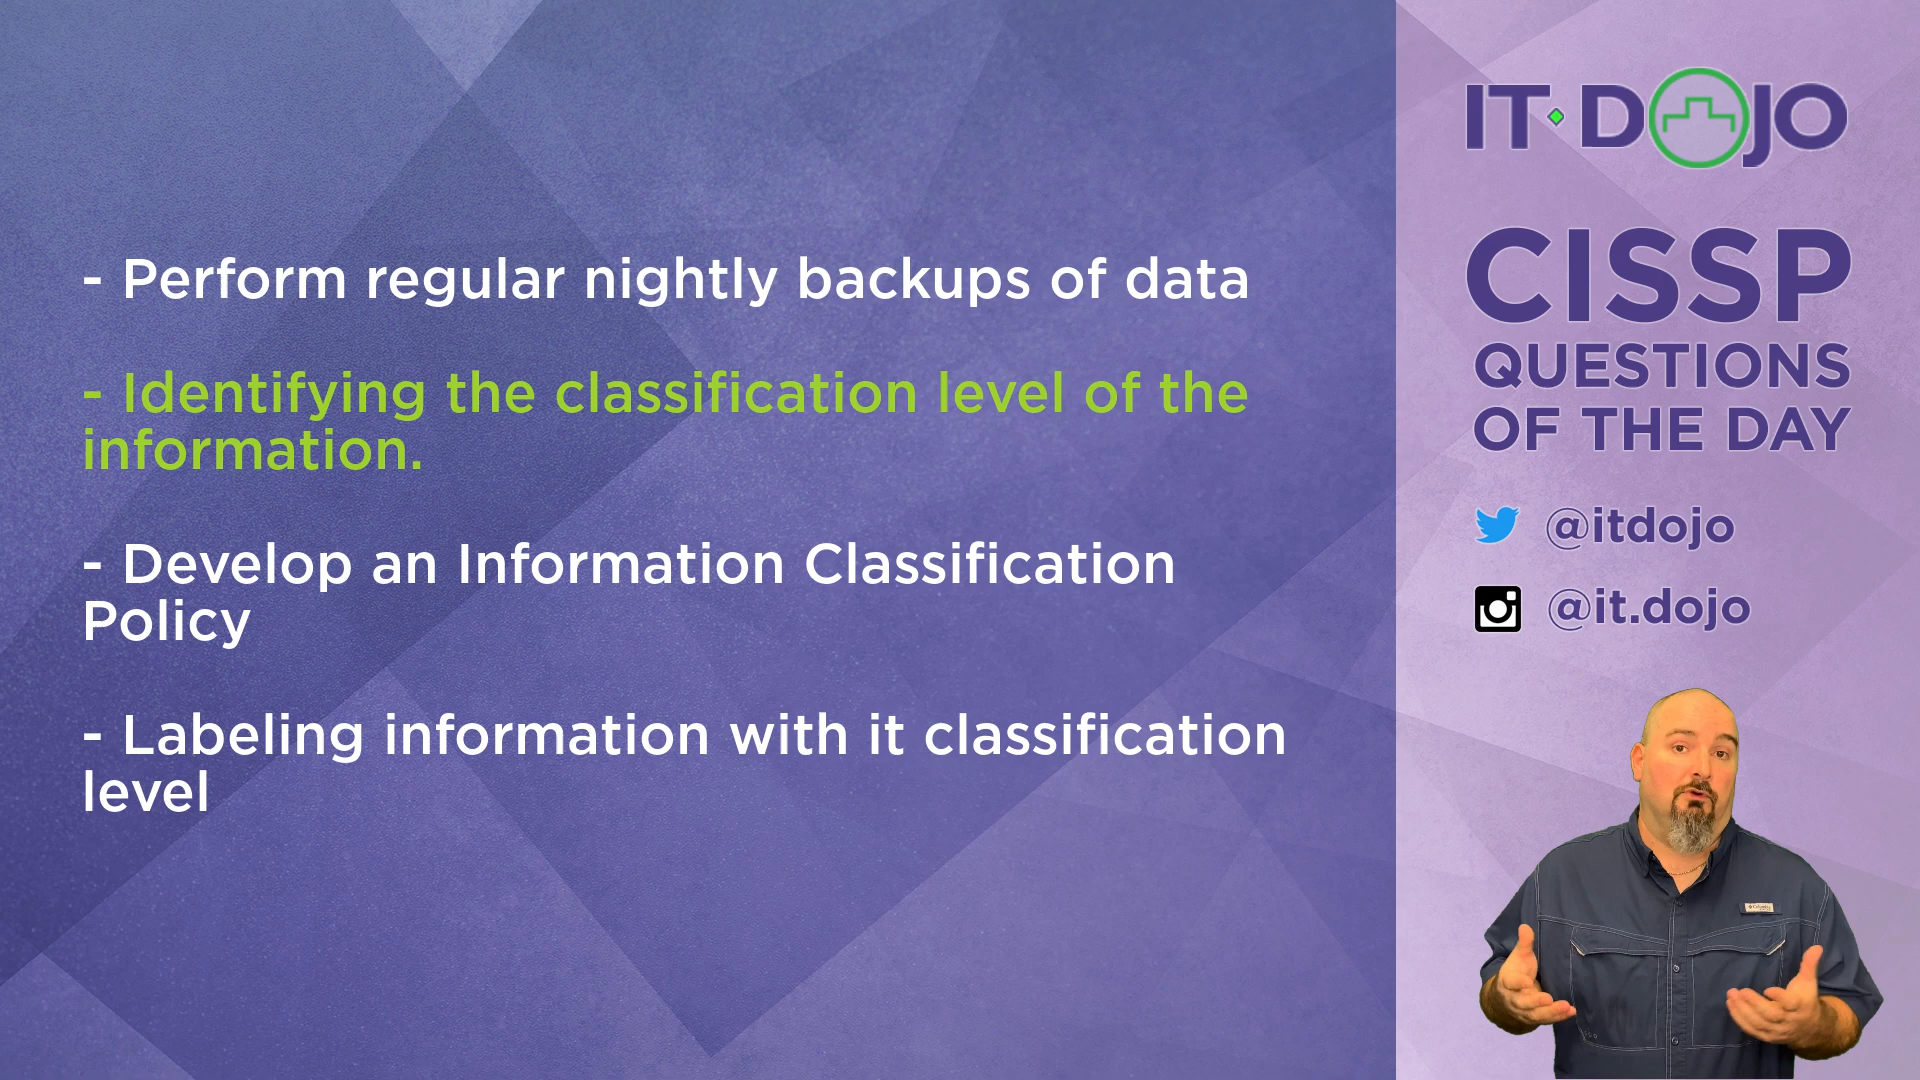 - Perform regular nightly backups of data
- Identifying the classification level of the
information.
- Develop an Information Classification
Policy
- Labeling information with it classification
level
IT DOJO
CISSP
QUESTIONS
OF THE DAY
@itdojo
@it.dojo
Columbia